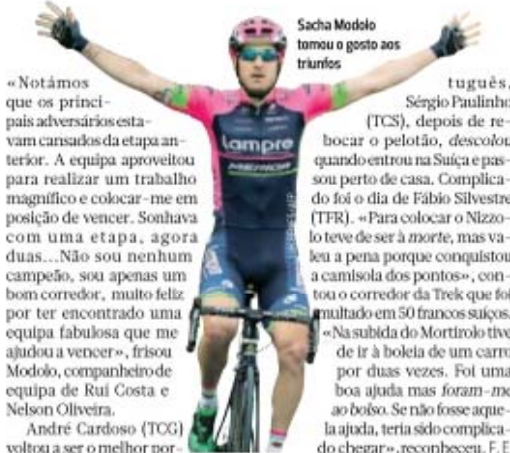 Sacha Modolo
tomou o gosto aos
triunfos
«Notámos
que os princi-
pais adversários esta-
vam cansados da etapa an-
terior. A equipa aproveitou
para realizar um trabalho
magnífico e colocar-me em
posição de vencer. Sonhava
com uma etapa, agora
duas...Não sou nenhum
campeão, sou apenas um
bom corredor, muito feliz
por ter encontrado uma
equipa fabulosa que me
ajudou a vencer», frisou
Modolo, companheiro de
equipa de Rui Costa e
Nelson Oliveira.
André Cardoso (TCG)
voltou a ser o melhor por-
tuguês.
Sérgio Paulinho
(TCS), depois de re-
bocar o pelotão, descolou
quando entrou na Suíça e pas-
sou perto de casa. Complica-
do foi o dia de Fábio Silvestre
(TFR). «Para colocar o Nizzo-
lo teve de ser à morte, mas va-
leu a pena porque conquistou
a camisola dos pontos», con-
tou o corredor da Trek que foi
multado em 50 francos suíços.
«Na subida do Mortirolo tive
de ir à boleia de um carro
por duas vezes. Foi uma
boa ajuda mas foram-me
ao bolso. Se não fosse aque-
la ajuda, teria sido complica-
do chegar», reconheceu. F. E
Lampre
MERIDA